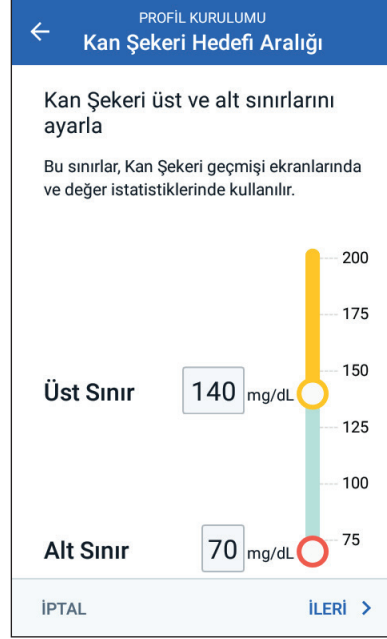 PROFİL KURULUMU
Kan Şekeri Hedefi Aralığı
Kan Şekeri üst ve alt sınırlarını
ayarla
Bu sınırlar, Kan Şekeri geçmişi ekranlarında
ve değer istatistiklerinde kullanılır.
200
175
150
Üst Sınır 140 mg/dL
125
100
75
Alt Sınır 70 mg/dL
İPTAL
İLERİ